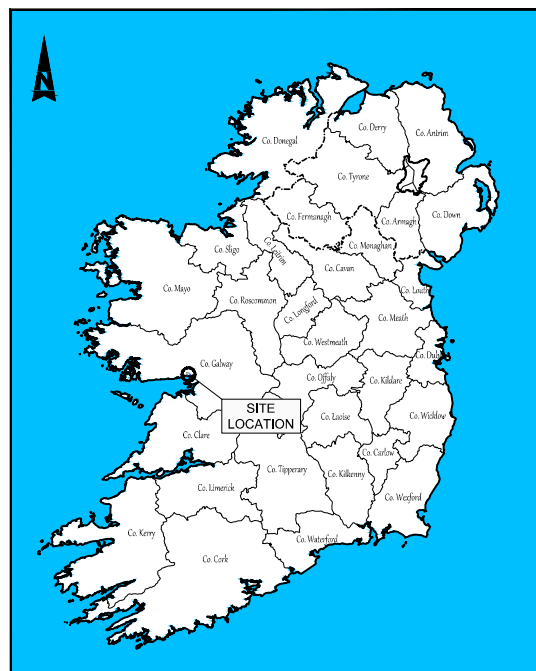 N
Co. Derry
Co. Antrim
Co. Donegal
Co. Tyrone
Co. Fermanagh
Co. Armagh
Co. Down
Co. Monaghan
Co. Sligo
Co. Leitrim
Co. Cavan
Co. Mayo
Co. Roscommon
Co. Longford
Co. Louth
Co. Meath
Co. Westmeath
Co. Dub
Co. Galway
Co. Offaly
Co. Kildare
SITE
LOCATION
Co. Laoise
Co. Wicklow
Co. Clare
Co. Carlow
Co. Tipperary
Co. Kilkenny
Co. Limerick
Co. Wexford
Co. Kerry
Co. Waterford
Co. Cork